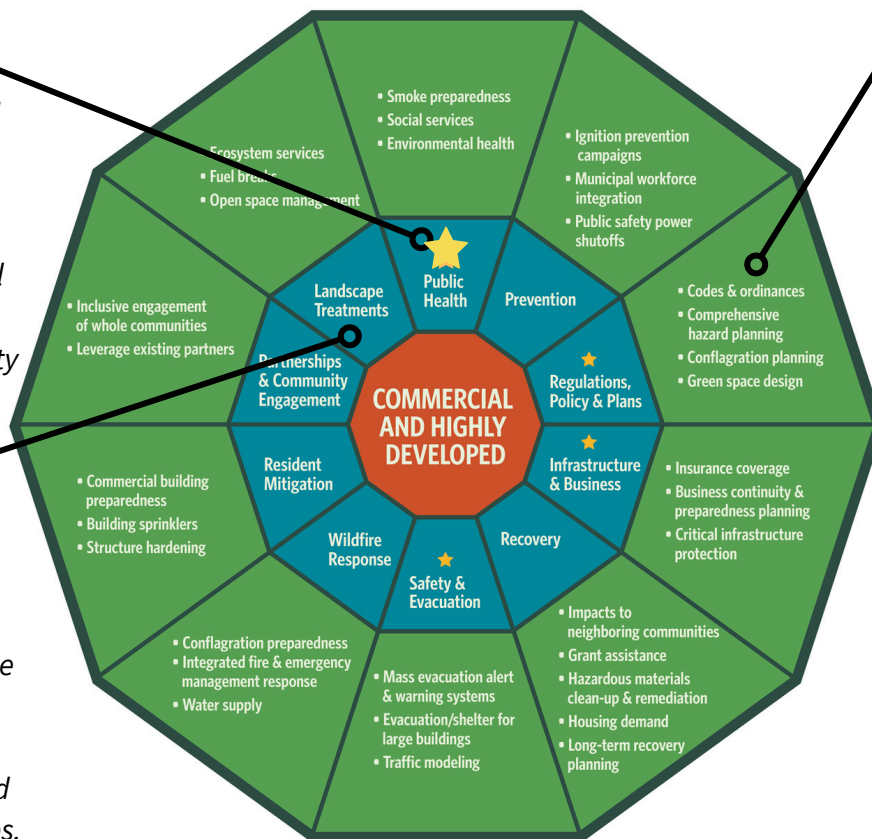 • Smoke preparedness
• Social services
• Environmental health
• Ignition prevention
campaigns
• Municipal workforce
integration
• Public safety power
shutoffs
• Codes & ordinances
• Comprehensive
hazard planning
• Conflagration planning
• Green space design
• Insurance coverage
• Business continuity &
preparedness planning
• Critical infrastructure
protection
• Impacts to
neighboring communities
• Grant assistance
• Hazardous materials
clean-up & remediation
• Housing demand
• Long-term recovery
planning
• Mass evacuation alert
& warning systems
• Evacuation/shelter for
large buildings
• Traffic modeling
• Conflagration preparedness
• Integrated fire & emergency
management response
• Water supply
• Commercial building
preparedness
• Building sprinklers
• Structure hardening
• Inclusive engagement
of whole communities
• Leverage existing partners
Ecosystem services
• Fuel breaks
• Open space management
Public
Health
Prevention
Regulations,
Policy & Plans
Infrastructure
& Business
Recovery
Safety &
Evacuation
Wildfire
Response
Resident
Mitigation
Partnerships
& Community
Engagement
Landscape
Treatments
COMMERCIAL
AND HIGHLY
DEVELOPED